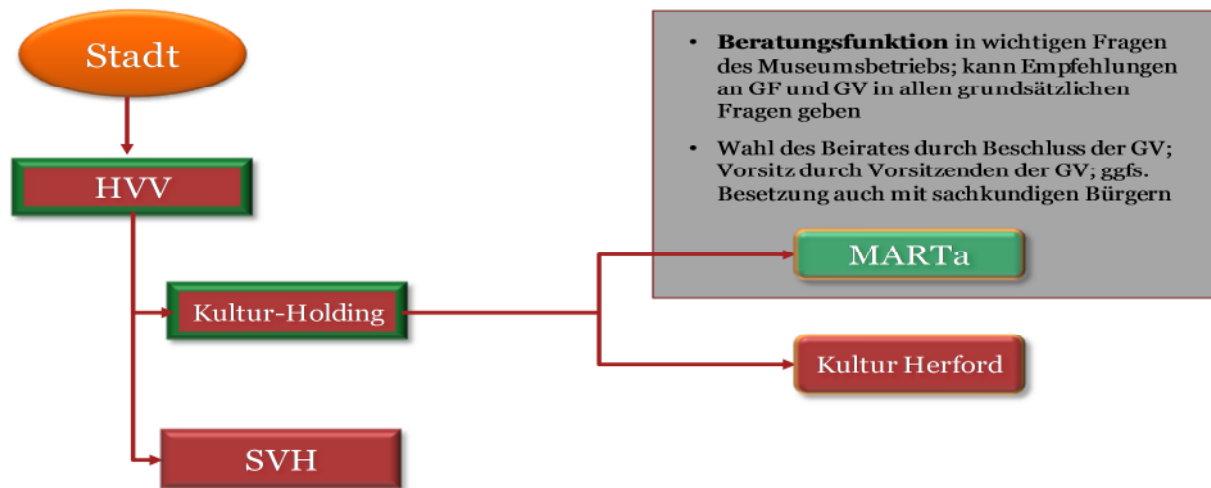 Stadt
• Beratungsfunktion in wichtigen Fragen
des Museumsbetriebs; kann Empfehlungen
an GF und GV in allen grundsätzlichen
Fragen geben
• Wahl des Beirates durch Beschluss der GV;
Vorsitz durch Vorsitzenden der GV; ggfs.
Besetzung auch mit sachkundigen Bürgern
HVV
MARTa
Kultur-Holding
Kultur Herford
SVH